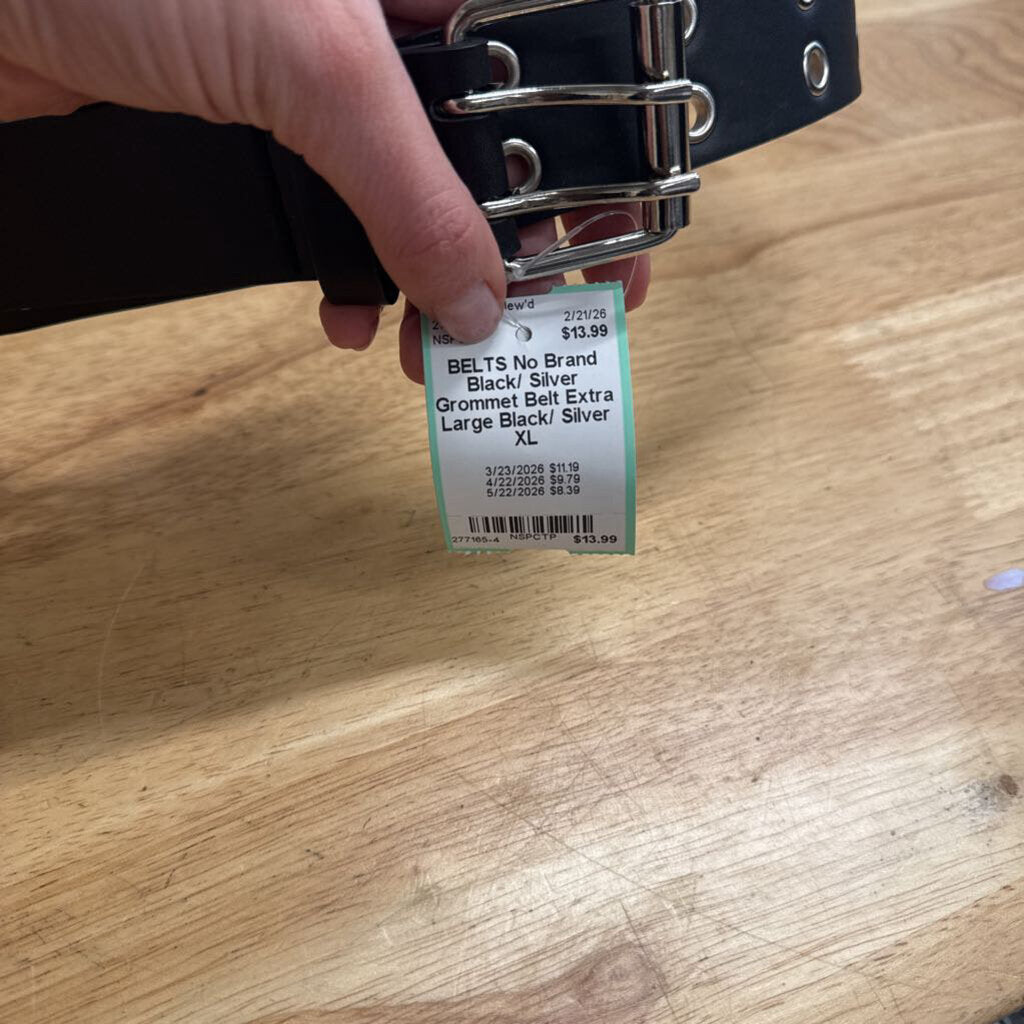 2/21/26
$13.99
BELTS No Brand
Black/ Silver
Grommet Belt Extra
Large Black/ Silver
XL
3/23/2026 $11.19
4/22/2026 $9.79
5/22/2026 $8.39
277165-4 NSPCTP $13.99